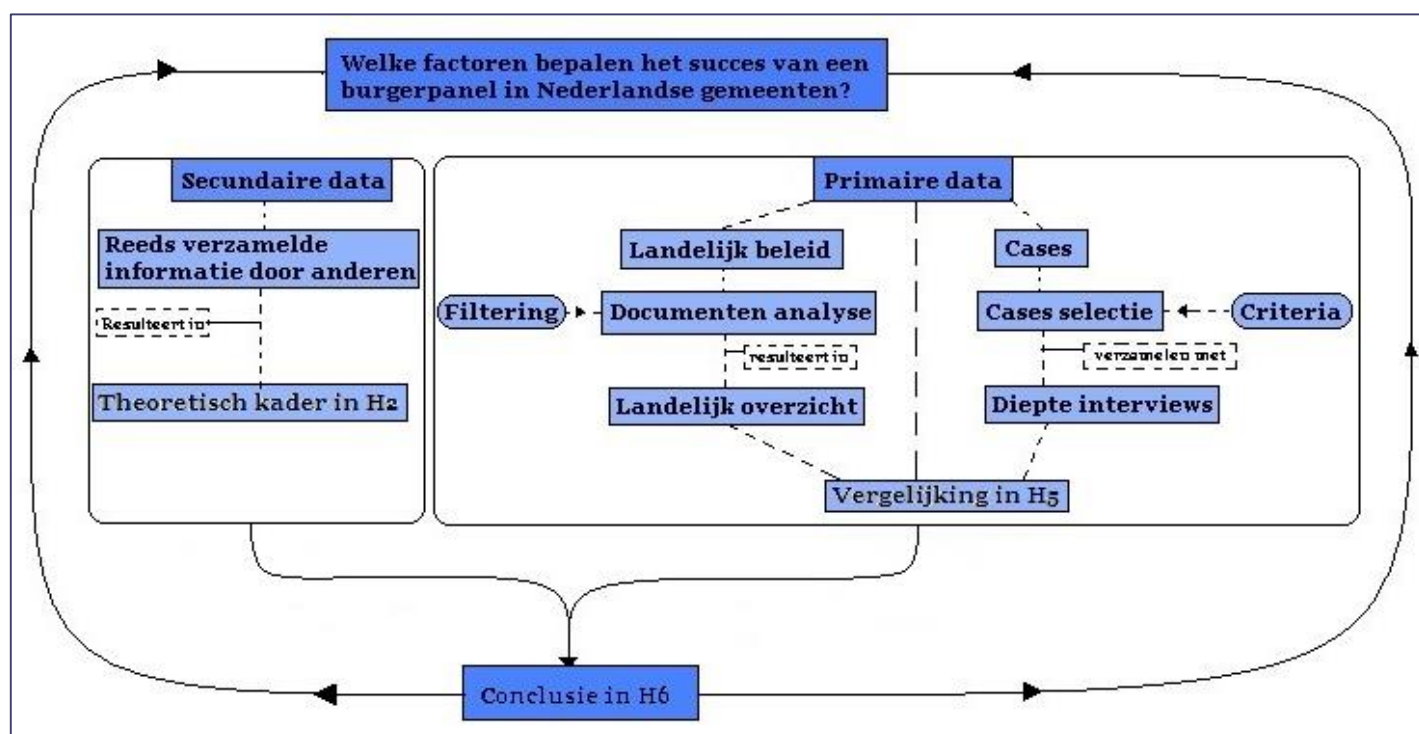 Welke factoren bepalen het succes van een
burgerpanel in Nederlandse gemeenten?
Secundaire data
Reeds verzamelde
informatie door anderen
Resulteert in
Theoretisch kader in H2
Primaire data
Landelijk beleid
Cases
Filtering
Documenten analyse
Cases selectie
Criteria
resulteert in
verzamelen met
Landelijk overzicht
Diepte interviews
Vergelijking in H5
Conclusie in H6